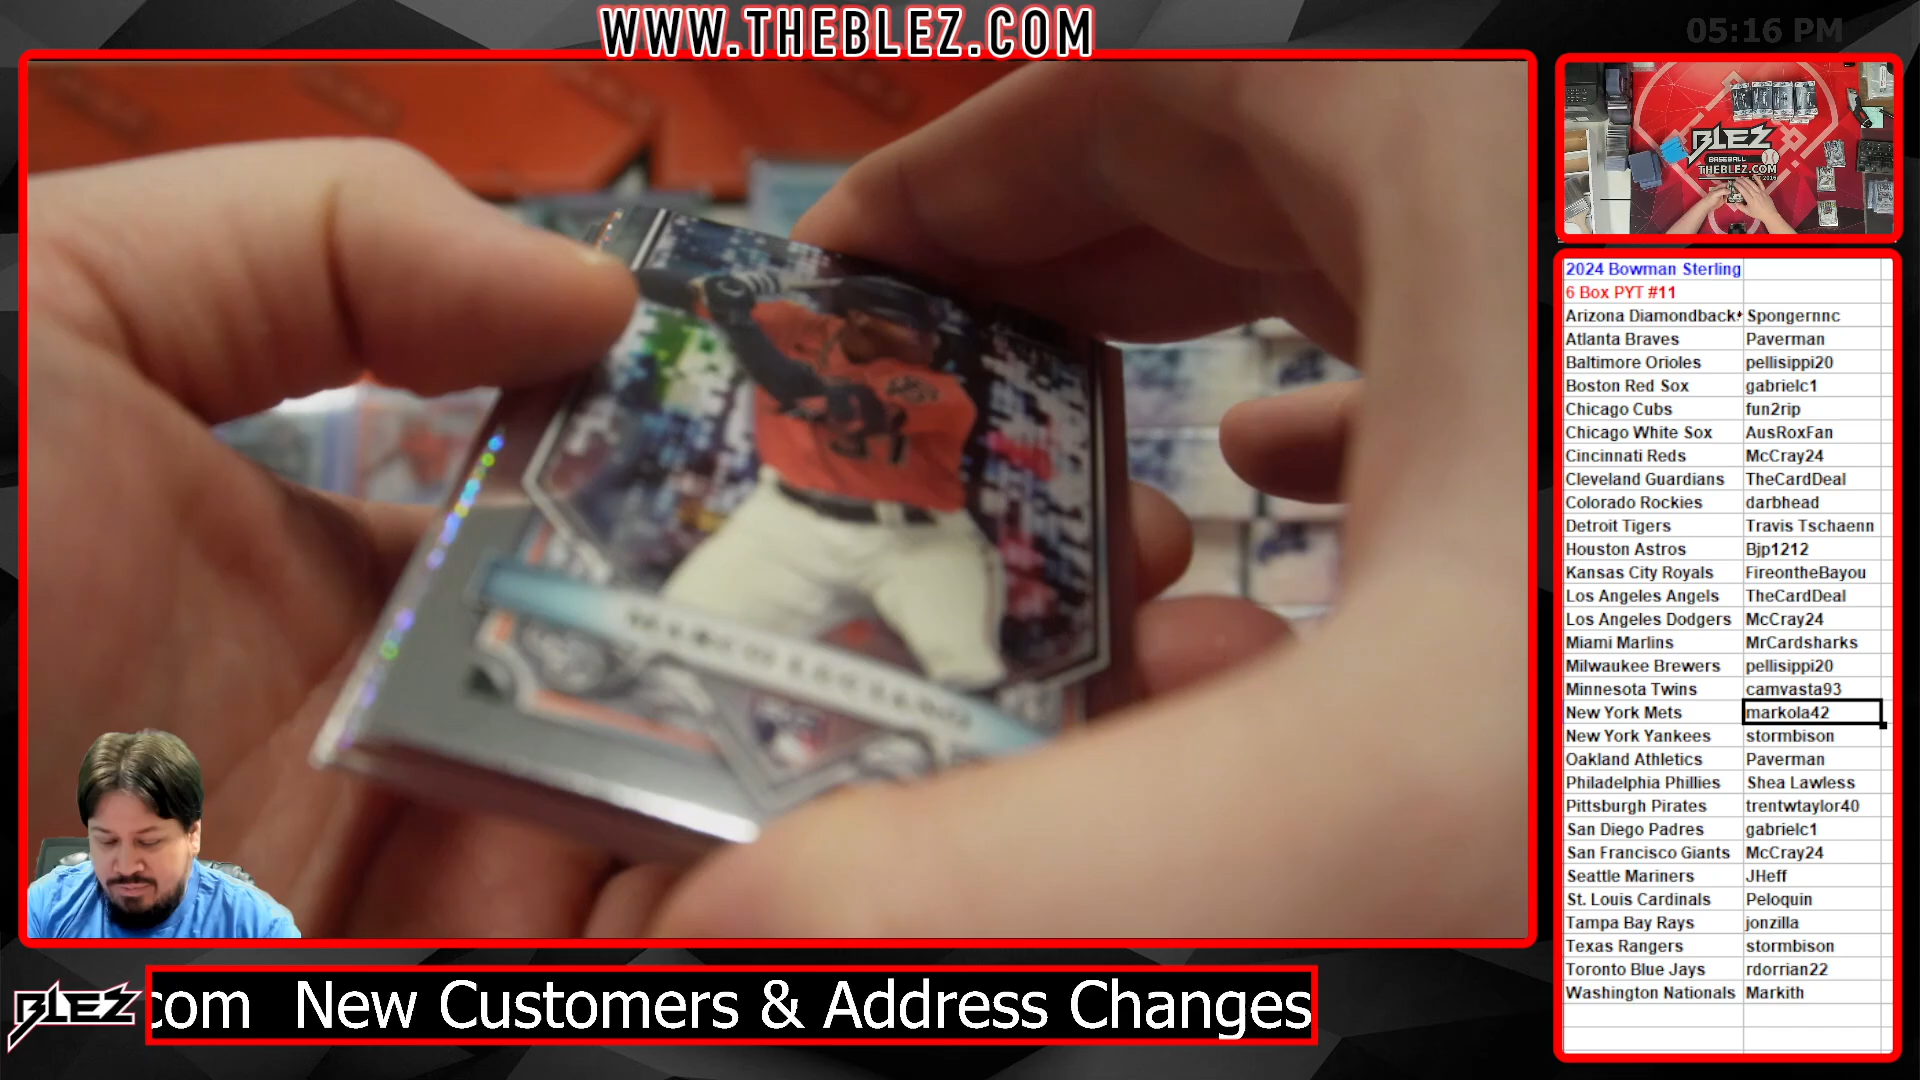 WWW.THEBLEZ.COM
05:16 PM
BLEZ
BASEBALL
THEBLEZ.COM
2024 Bowman Sterling
6 Box PYT #11
Arizona Diamondback Spongernnc
Atlanta Braves Paverman
Baltimore Orioles pellisippi20
Boston Red Sox gabrielc1
Chicago Cubs fun2rip
Chicago White Sox AusRoxFan
Cincinnati Reds McCray24
Cleveland Guardians TheCardDeal
Colorado Rockies darbhead
Detroit Tigers Travis Tschaenn
Houston Astros Bjp1212
Kansas City Royals FireontheBayou
Los Angeles Angels TheCardDeal
Los Angeles Dodgers McCray24
Miami Marlins MrCardsharks
Milwaukee Brewers pellisippi20
Minnesota Twins camvasta93
New York Mets markola42
New York Yankees stormbison
Oakland Athletics Paverman
Philadelphia Phillies Shea Lawless
Pittsburgh Pirates trentwtaylor40
San Diego Padres gabrielc1
San Francisco Giants McCray24
Seattle Mariners JHeff
St. Louis Cardinals Peloquin
Tampa Bay Rays jonzilla
Texas Rangers stormbison
Toronto Blue Jays rdorrian22
Washington Nationals Markith
MARCO LUCIANO
BLEZ
com New Customers & Address Changes